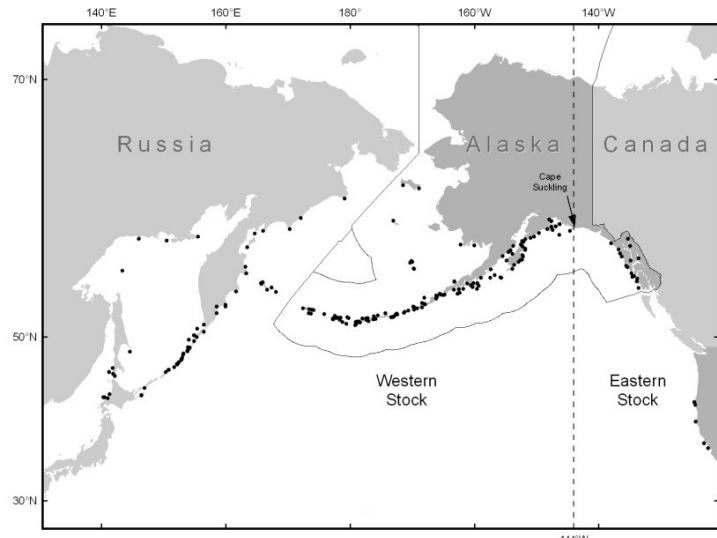 140°E 160°E 180° 160°W 140°W
70°N
Russia Alaska Canada
Cape
Suckling
50°N
Western
Stock
Eastern
Stock
30°N